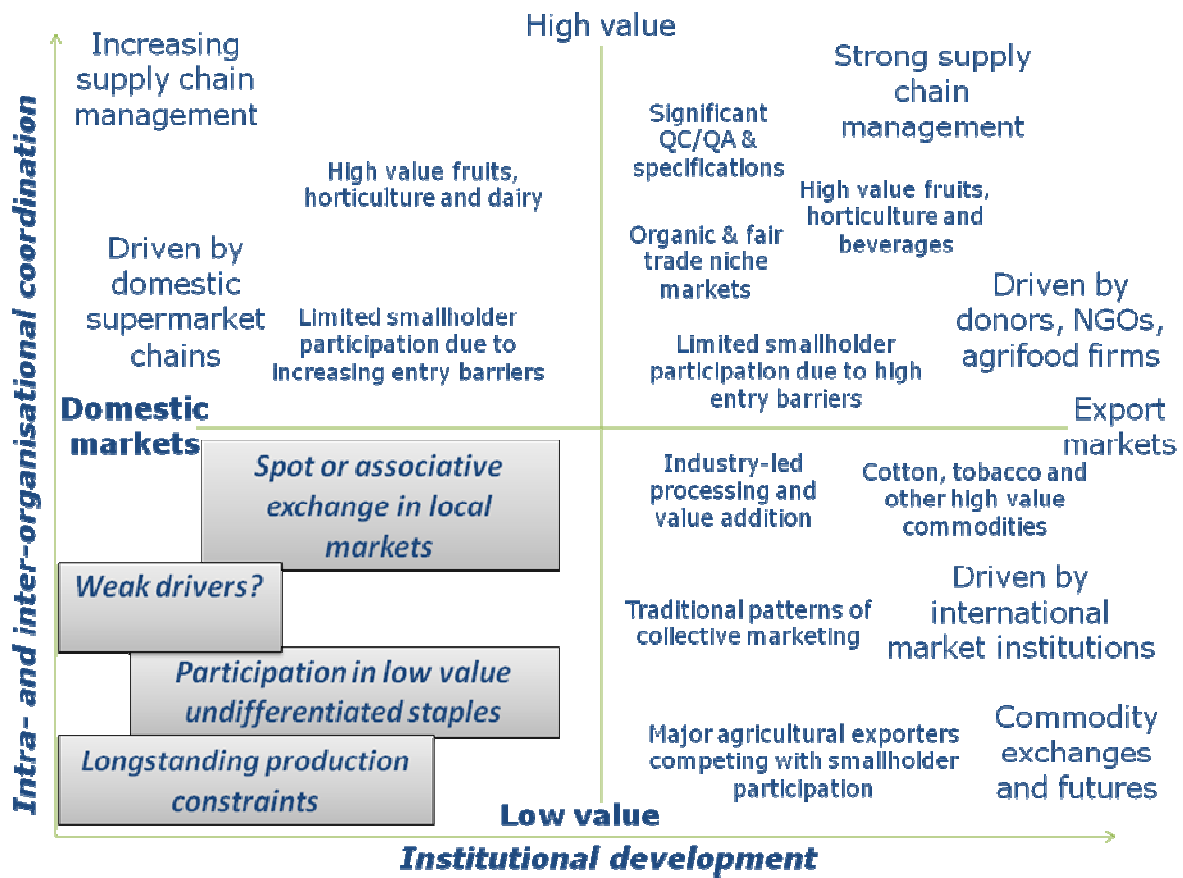 High value
Increasing
supply chain
management
Strong supply
chain
management
Significant
QC/QA &
specifications
High value fruits,
horticulture and dairy
High value fruits,
horticulture and
beverages
Organic & fair
trade niche
markets
Driven by
domestic
supermarket
chains
Limited smallholder
participation due to
increasing entry barriers
Driven by
donors, NGOs,
agrifood firms
Limited smallholder
participation due to high
entry barriers
Domestic
markets
Export
markets
Spot or associative
exchange in local
markets
Industry-led
processing and
value addition
Cotton, tobacco and
other high value
commodities
Weak drivers?
Driven by
international
market institutions
Traditional patterns of
collective marketing
Participation in low value
undifferentiated staples
Longstanding production
constraints
Major agricultural exporters
competing with smallholder
participation
Commodity
exchanges
and futures
Low value
Institutional development
Intra- and inter-organisational coordination